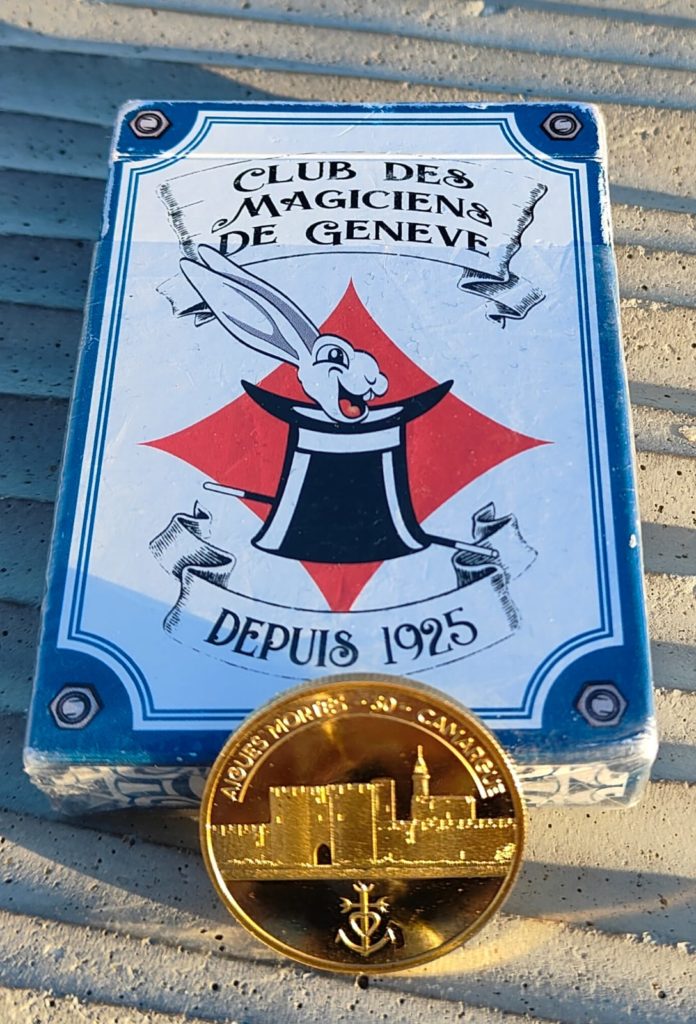 CLUB DES
MAGICIENS
DE GENEVE
DEPUIS 1925
AIGUES MORTES - 30 - CAMARGUE